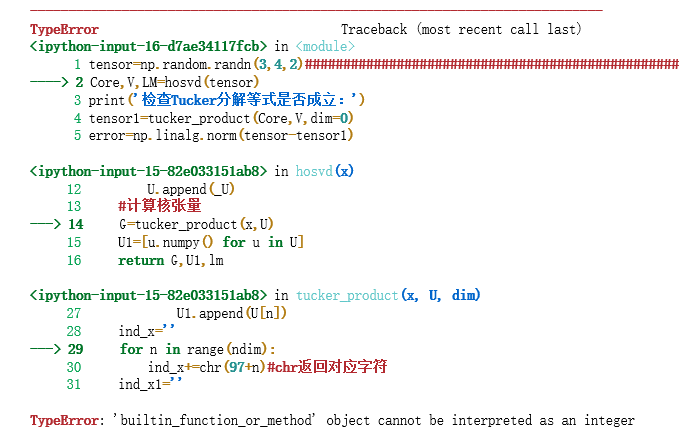 TypeError Traceback (most recent call last)
<ipython-input-16-d7ae34117fcb> in <module>
1 tensor=np.random.randn(3,4,2)##################################################
----> 2 Core,V,LM=hosvd(tensor)
3 print('检查Tucker分解等式是否成立：')
4 tensor1=tucker_product(Core,V,dim=0)
5 error=np.linalg.norm(tensor-tensor1)
<ipython-input-15-82e033151ab8> in hosvd(x)
12 U.append(_U)
13 #计算核张量
---> 14 G=tucker_product(x,U)
15 U1=[u.numpy() for u in U]
16 return G,U1,lm
<ipython-input-15-82e033151ab8> in tucker_product(x, U, dim)
27 U1.append(U[n])
28 ind_x=''
---> 29 for n in range(ndim):
30 ind_x+=chr(97+n)#chr返回对应字符
31 ind_x1=''
TypeError: 'builtin_function_or_method' object cannot be interpreted as an integer